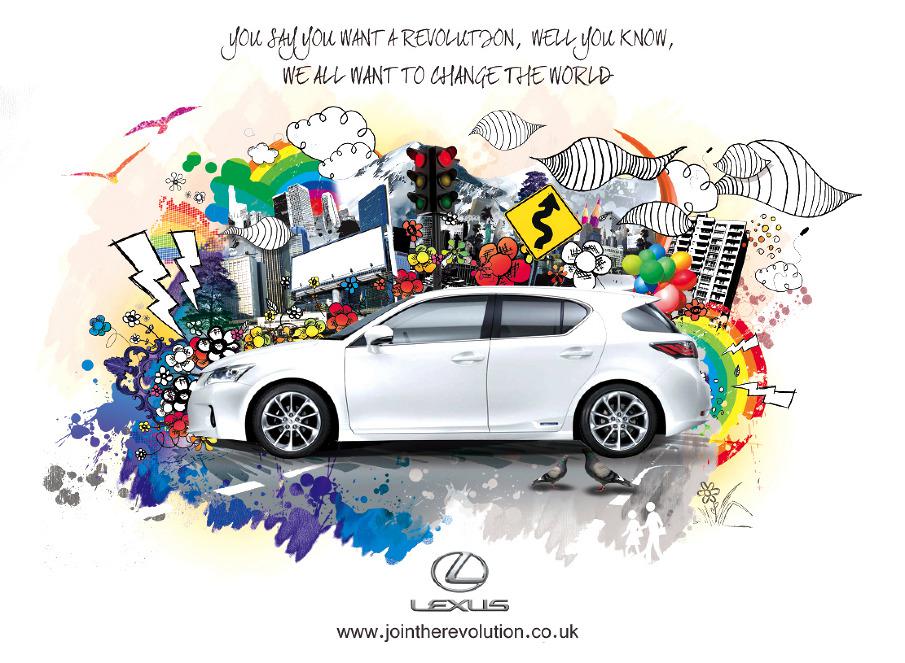 YOU SAY YOU WANT A REVOLUTION, WELL YOU KNOW,
WE ALL WANT TO CHANGE THE WORLD
LEXUS
www.jointherevolution.co.uk